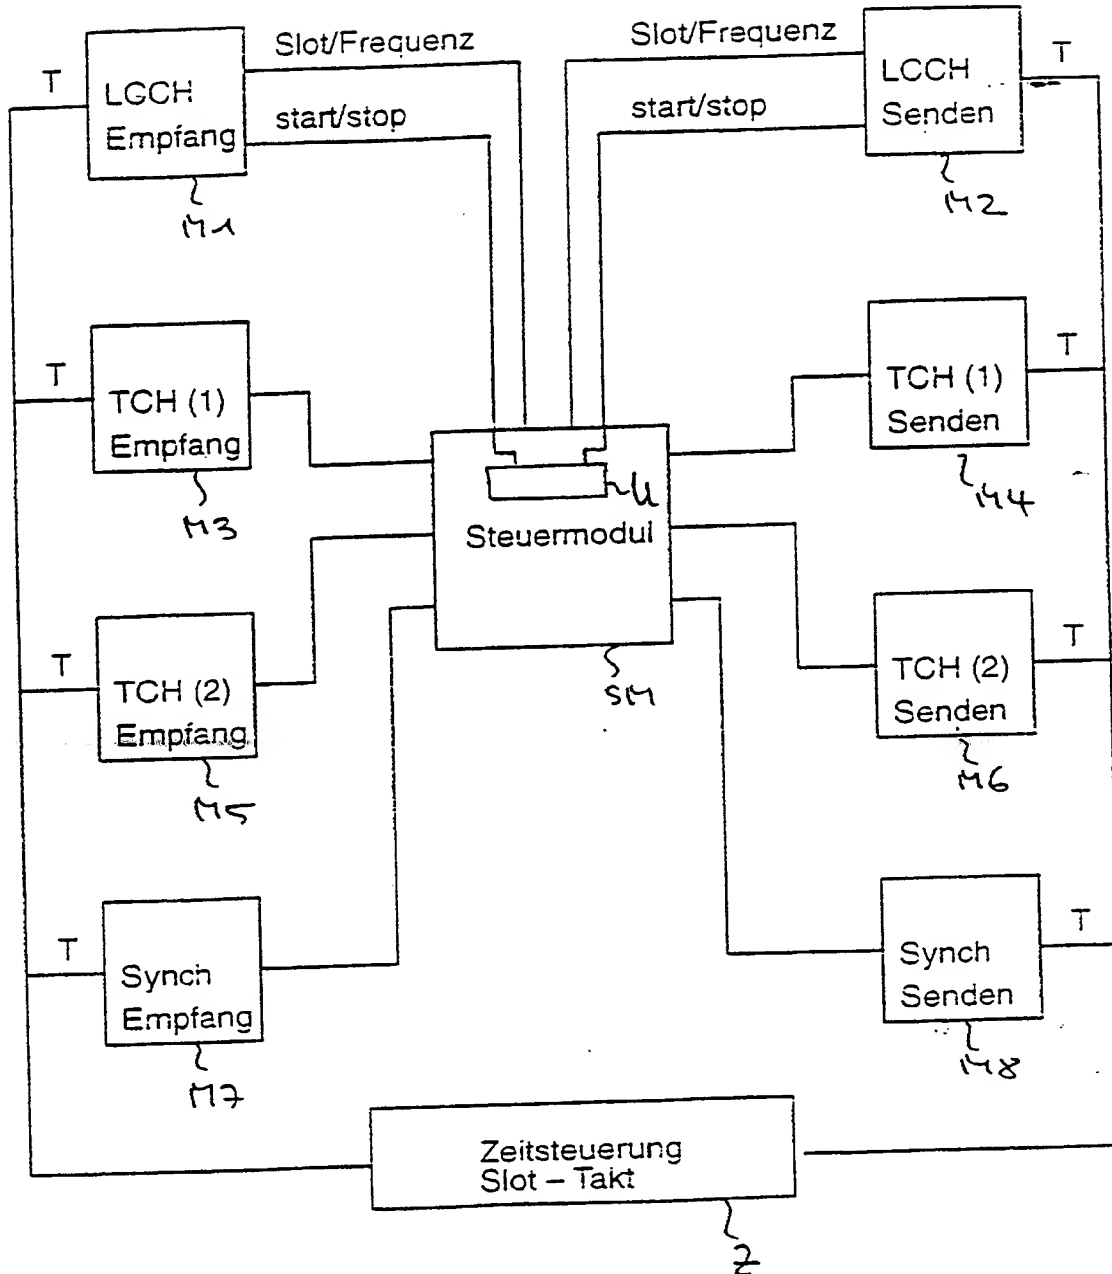 Slot/Frequenz
Slot/Frequenz
T
LGCH
Empfang
start/stop
start/stop
LCCH
Senden
T
M1
M2
T
TCH (1)
Empfang
TCH (1)
Senden
T
M3
M4
U
Steuermodul
SM
T
TCH (2)
Empfang
TCH (2)
Senden
T
M5
M6
T
Synch
Empfang
Synch
Senden
T
M7
M8
Zeitsteuerung
Slot – Takt
Z